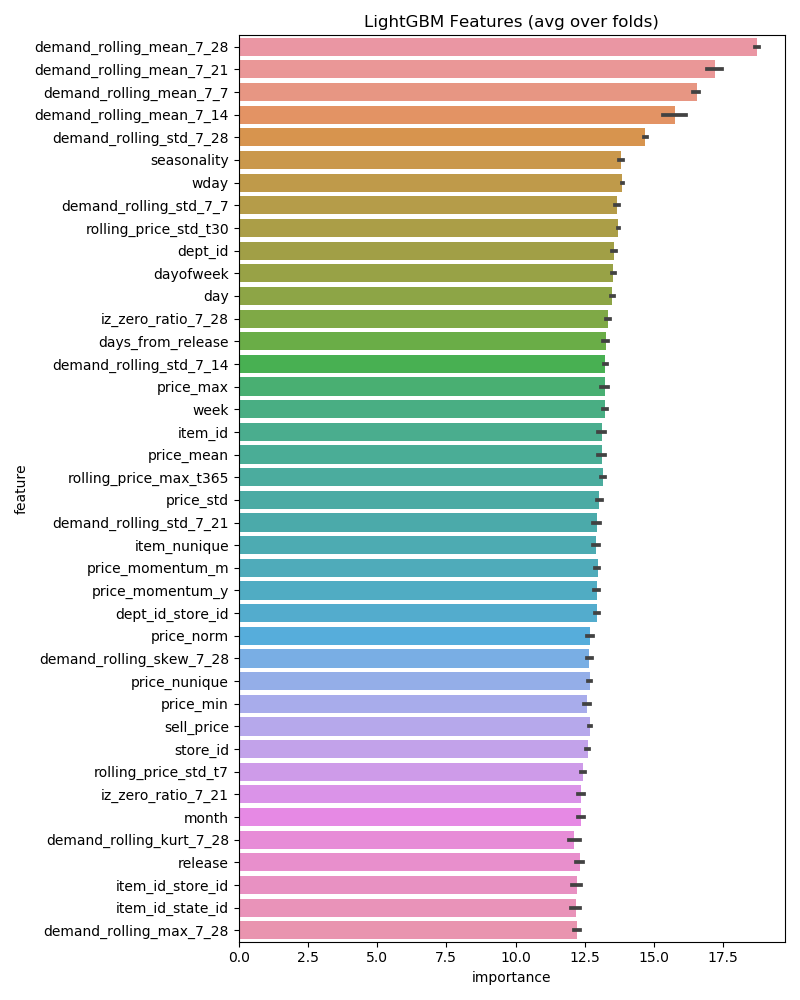 LightGBM Features (avg over folds)
demand_rolling_mean_7_28
demand_rolling_mean_7_21
demand_rolling_mean_7_7
demand_rolling_mean_7_14
demand_rolling_std_7_28
seasonality
wday
demand_rolling_std_7_7
rolling_price_std_t30
dept_id
dayofweek
day
iz_zero_ratio_7_28
days_from_release
demand_rolling_std_7_14
price_max
week
item_id
price_mean
rolling_price_max_t365
price_std
demand_rolling_std_7_21
item_nunique
price_momentum_m
price_momentum_y
dept_id_store_id
price_norm
demand_rolling_skew_7_28
price_nunique
price_min
sell_price
store_id
rolling_price_std_t7
iz_zero_ratio_7_21
month
demand_rolling_kurt_7_28
release
item_id_store_id
item_id_state_id
demand_rolling_max_7_28
feature
0.0 2.5 5.0 7.5 10.0 12.5 15.0 17.5
importance